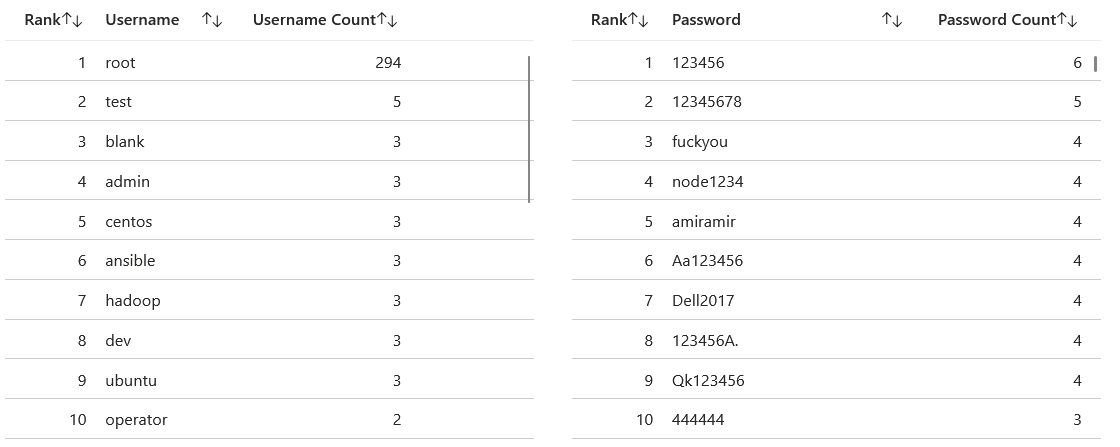 Rank↑↓ Username ↑↓ Username Count↑↓
1 root 294
2 test 5
3 blank 3
4 admin 3
5 centos 3
6 ansible 3
7 hadoop 3
8 dev 3
9 ubuntu 3
10 operator 2
Rank↑↓ Password ↑↓ Password Count↑↓
1 123456 6
2 12345678 5
3 fuckyou 4
4 node1234 4
5 amiramir 4
6 Aa123456 4
7 Dell2017 4
8 123456A. 4
9 Qk123456 4
10 444444 3